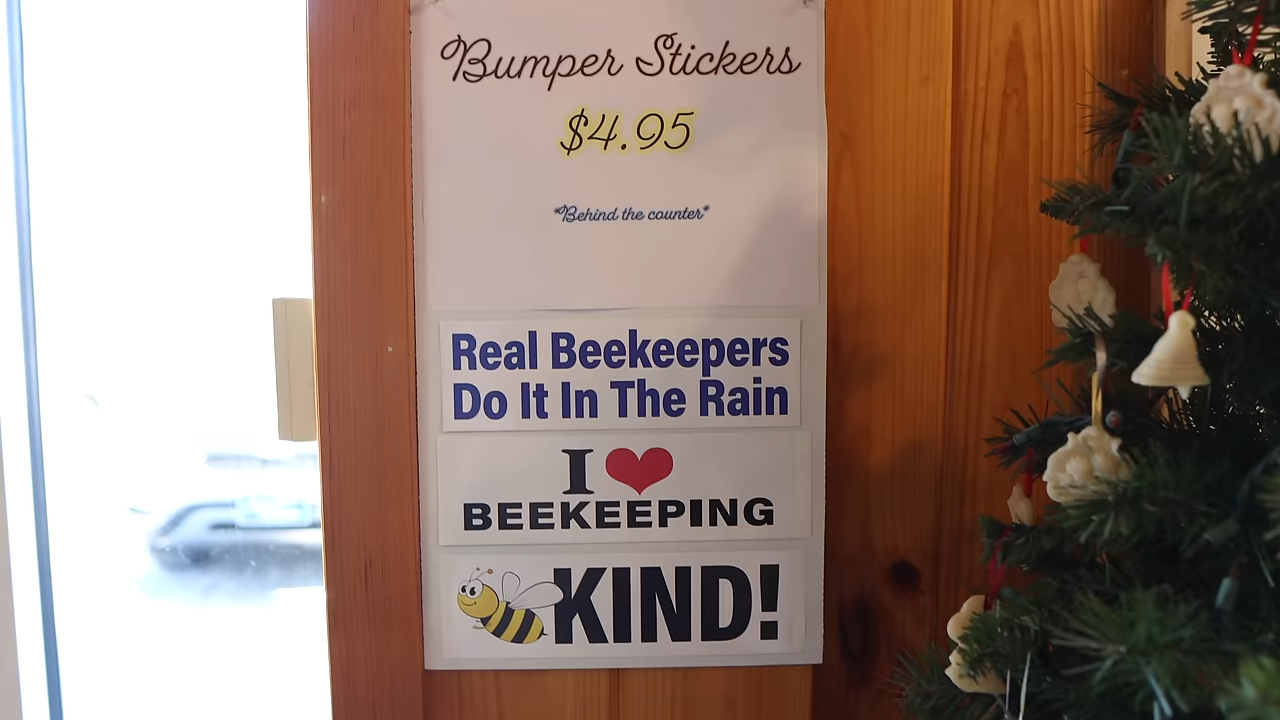 Bumper Stickers
$4.95
*Behind the counter*
Real Beekeepers
Do It In The Rain
I
BEEKEEPING
KIND!